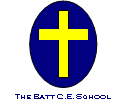 The Batt C.E. School